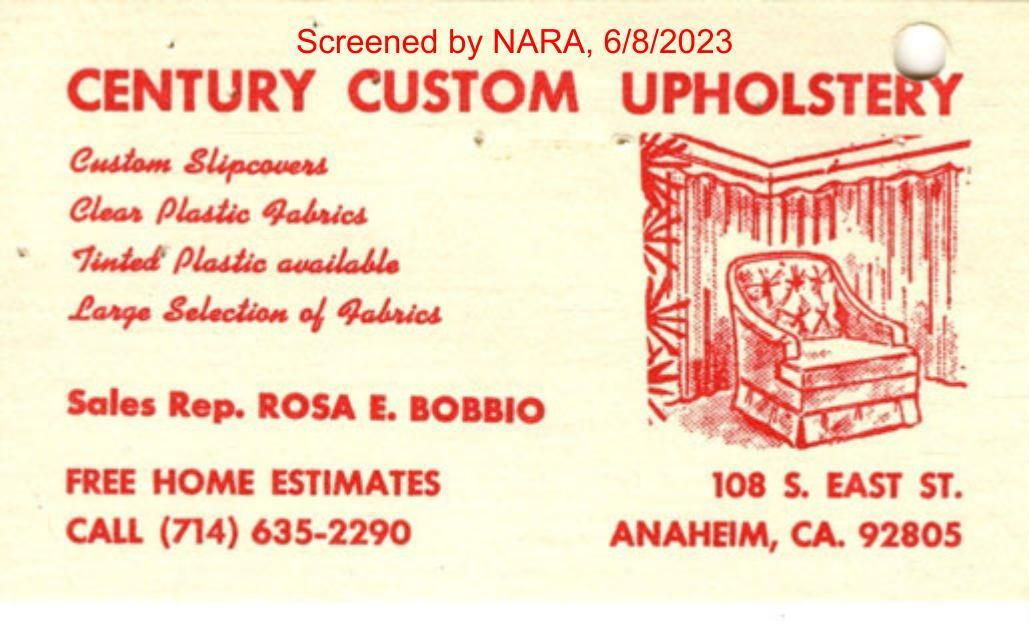 Screened by NARA, 6/8/2023
CENTURY CUSTOM UPHOLSTERY
Custom Slipcovers
Clear Plastic Fabrics
Tinted Plastic available
Large Selection of Fabrics
Sales Rep. ROSA E. BOBBIO
FREE HOME ESTIMATES
CALL (714) 635-2290
108 S. EAST ST.
ANAHEIM, CA. 92805